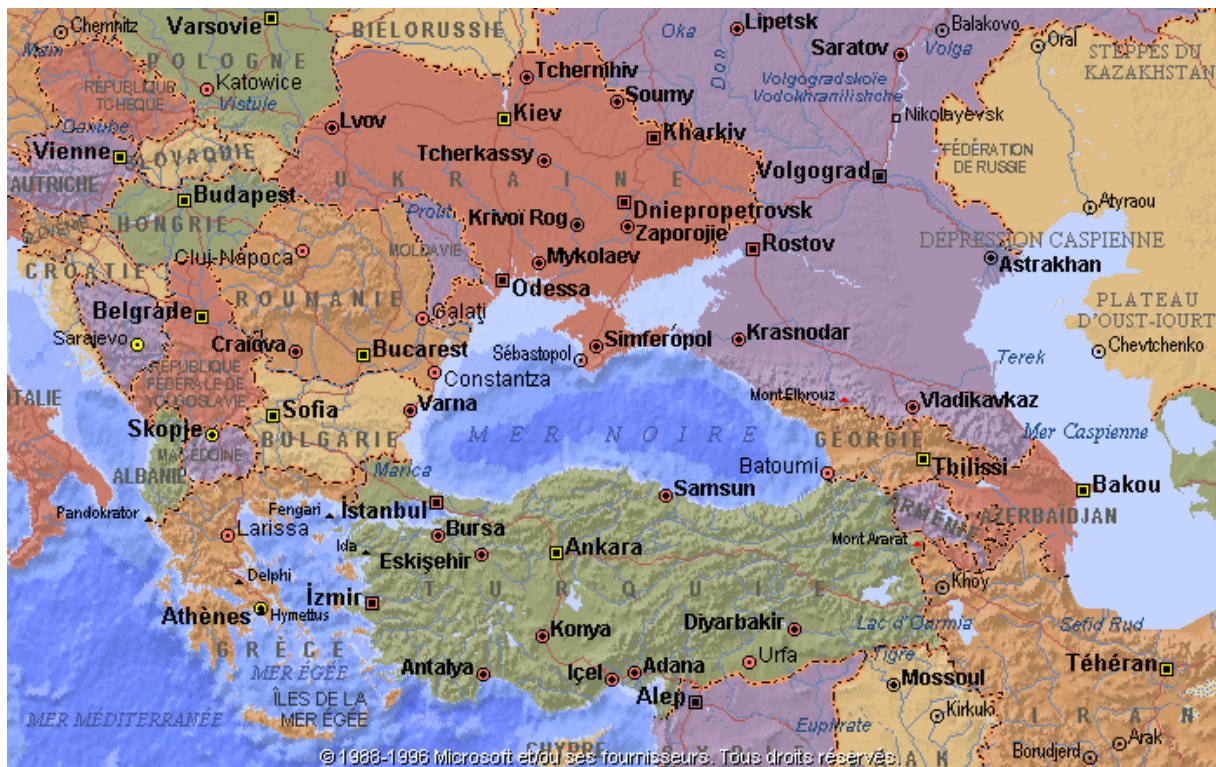 Chemnitz
Varsovie
BIÉLORUSSIE
Oka
Lipetsk
Balakovo
Main
POLOGNE
Don
Saratov
Volga
Oral
STEPPES DU
KAZAKHSTAN
RÉPUBLIQUE
TCHÈQUE
Katowice
Vistule
Tchernihiv
Soumy
Volgogradskoïe
Vodokhranilishche
Nikolayevsk
Danube
Lvov
Kiev
Kharkiv
Vienne
SLOVAQUIE
Tcherkassy
FÉDÉRATION
DE RUSSIE
AUTRICHE
Budapest
UKRAINE
Volgograd
HONGRIE
Prout
Krivoï Rog
Dniepropetrovsk
Zaporojie
Atyraou
SLOVÉNIE
Cluj-Napoca
MOLDAVIE
Mykolaev
Rostov
DÉPRESSION CASPIENNE
Astrakhan
CROATIE
ROUMANIE
Odessa
PLATEAU
D'OUST-IOURT
Belgrade
Galaţi
Sarajevo
Craiova
Bucarest
Sébastopol
Simferópol
Krasnodar
Terek
Chevtchenko
RÉPUBLIQUE
FÉDÉRALE DE
YOUGOSLAVIE
Constantza
ITALIE
Sofia
Varna
Mont Elbrouz
Vladikavkaz
Skopje
BULGARIE
MER NOIRE
GÉORGIE
Mer Caspienne
MACÉDOINE
ALBANIE
Marica
Batoumi
Tbilissi
Samsun
Bakou
Pandokrator
Fengari
İstanbul
ARMÉNIE
AZERBAÏDJAN
Larissa
Bursa
Ida
Eskişehir
Ankara
Mont Ararat
Delphi
TURQUIE
Khoy
Athènes
Hymettus
İzmir
Konya
Diyarbakir
Lac d'Ourmia
Sefid Rud
GRÈCE
MER ÉGÉE
Antalya
İçel
Adana
Urfa
Tigre
Téhéran
ÎLES DE LA
MER ÉGÉE
Alep
Mossoul
MER MÉDITERRANÉE
Euphrate
Kirkuk
IRAN
Arak
CHYPRE
Borudjerd
©1988-1996 Microsoft et/ou ses fournisseurs. Tous droits réservés.